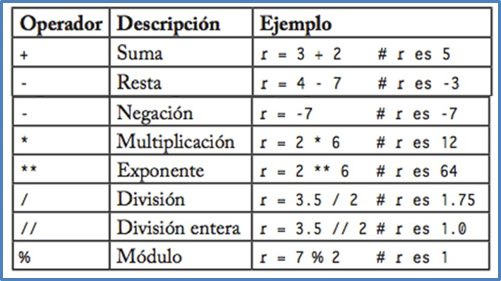 Operador Descripción Ejemplo
+ Suma r = 3 + 2 # r es 5
- Resta r = 4 - 7 # r es -3
- Negación r = -7 # r es -7
* Multiplicación r = 2 * 6 # r es 12
** Exponente r = 2 ** 6 # r es 64
/ División r = 3.5 / 2 # r es 1.75
// División entera r = 3.5 // 2 # r es 1.0
% Módulo r = 7 % 2 # r es 1